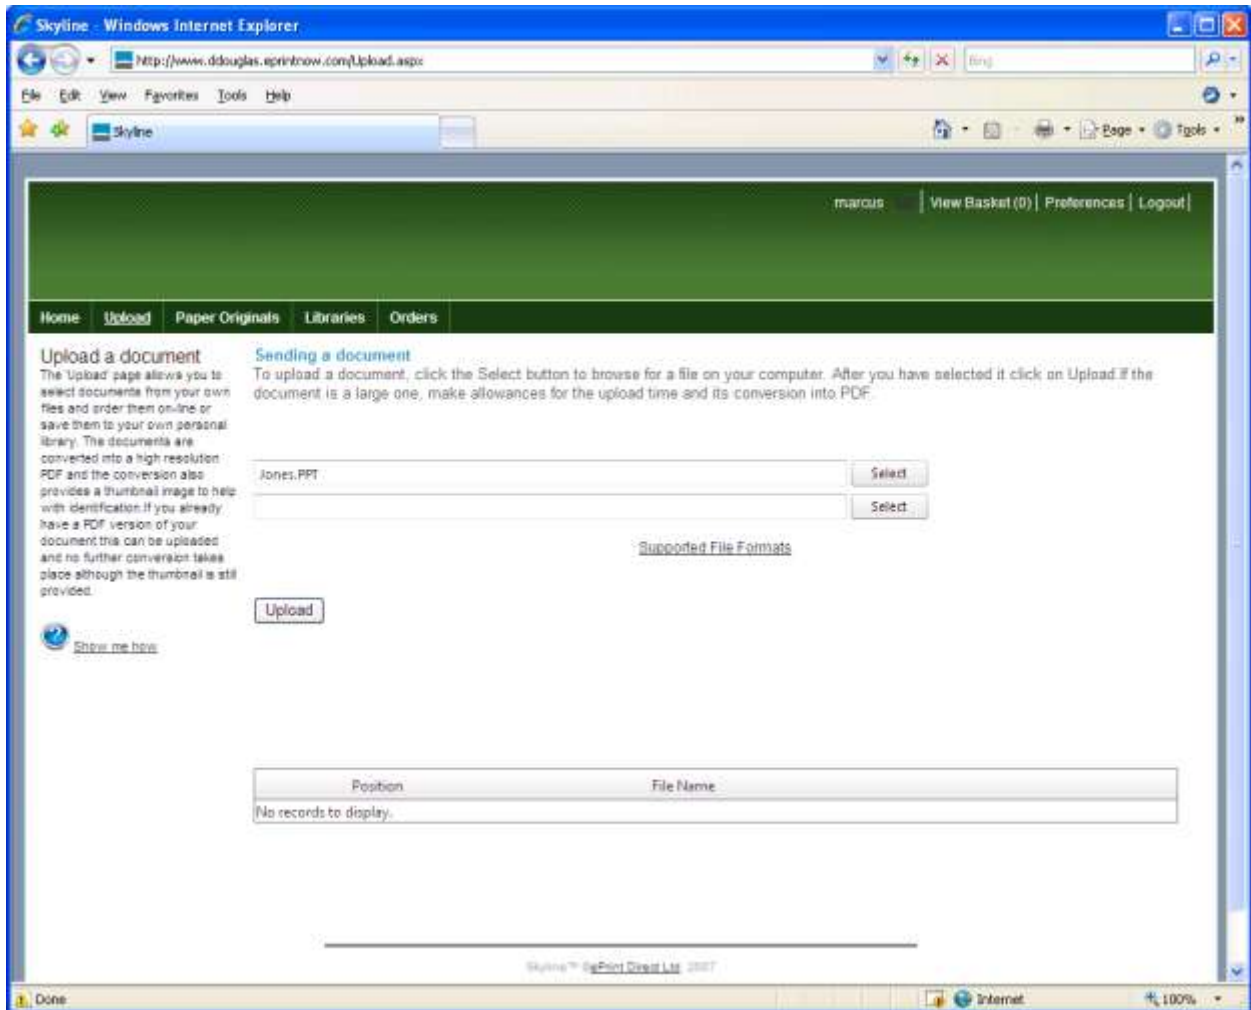 Skyline - Windows Internet Explorer
http://www.ddouglas.eprintnow.com/Upload.aspx
Bing
File Edit View Favorites Tools Help
Skyline
Page Tools
marcus View Basket (0) | Preferences | Logout |
Home Upload Paper Originals Libraries Orders
Upload a document
The 'Upload' page allows you to
select documents from your own
files and order them on-line or
save them to your own personal
library. The documents are
converted into a high resolution
PDF and the conversion also
provides a thumbnail image to help
with identification.If you already
have a PDF version of your
document this can be uploaded
and no further conversion takes
place although the thumbnail is still
provided.
Show me how
Sending a document
To upload a document, click the Select button to browse for a file on your computer. After you have selected it click on Upload.If the
document is a large one, make allowances for the upload time and its conversion into PDF.
Jones.PPT Select
Select
Supported File Formats
Upload
Position File Name
No records to display.
Skyline™ ©ePrint Direct Ltd. 2007
Done Internet 100%